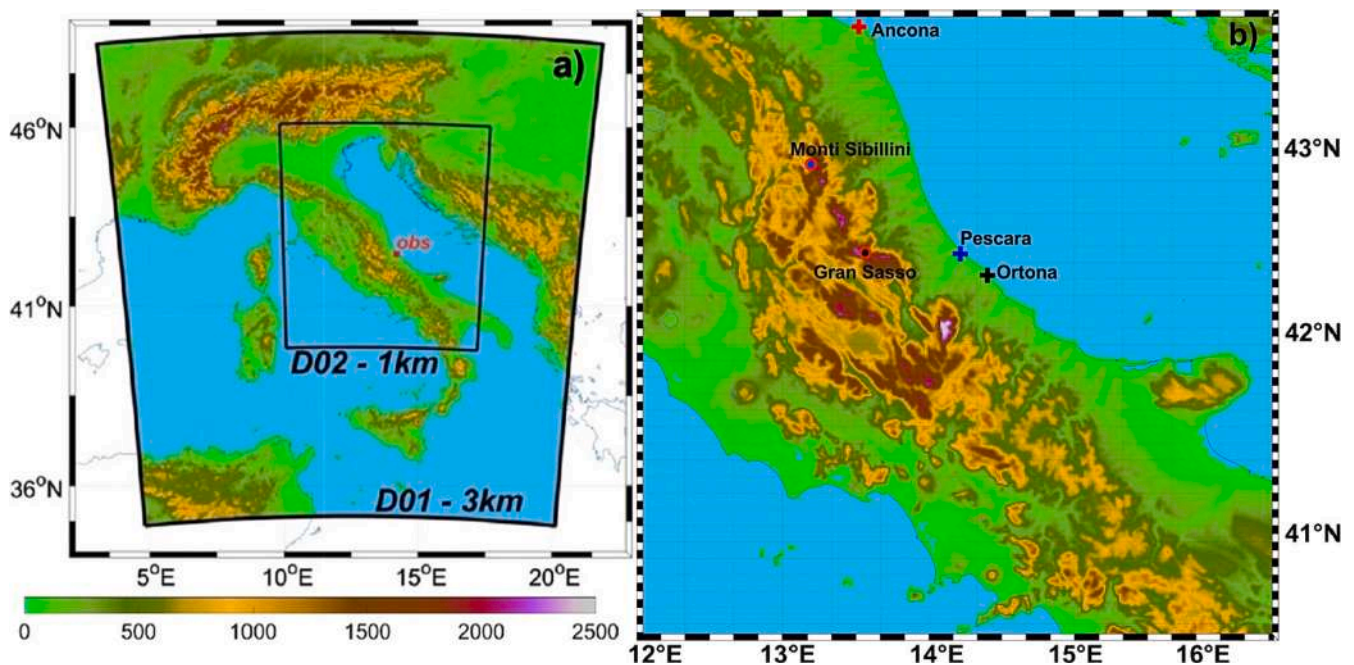 a)
46°N
41°N
36°N
obs
D02 - 1km
D01 - 3km
5°E
10°E
15°E
20°E
0
500
1000
1500
2000
2500
b)
Ancona
Monti Sibillini
Pescara
Gran Sasso
Ortona
43°N
42°N
41°N
12°E
13°E
14°E
15°E
16°E